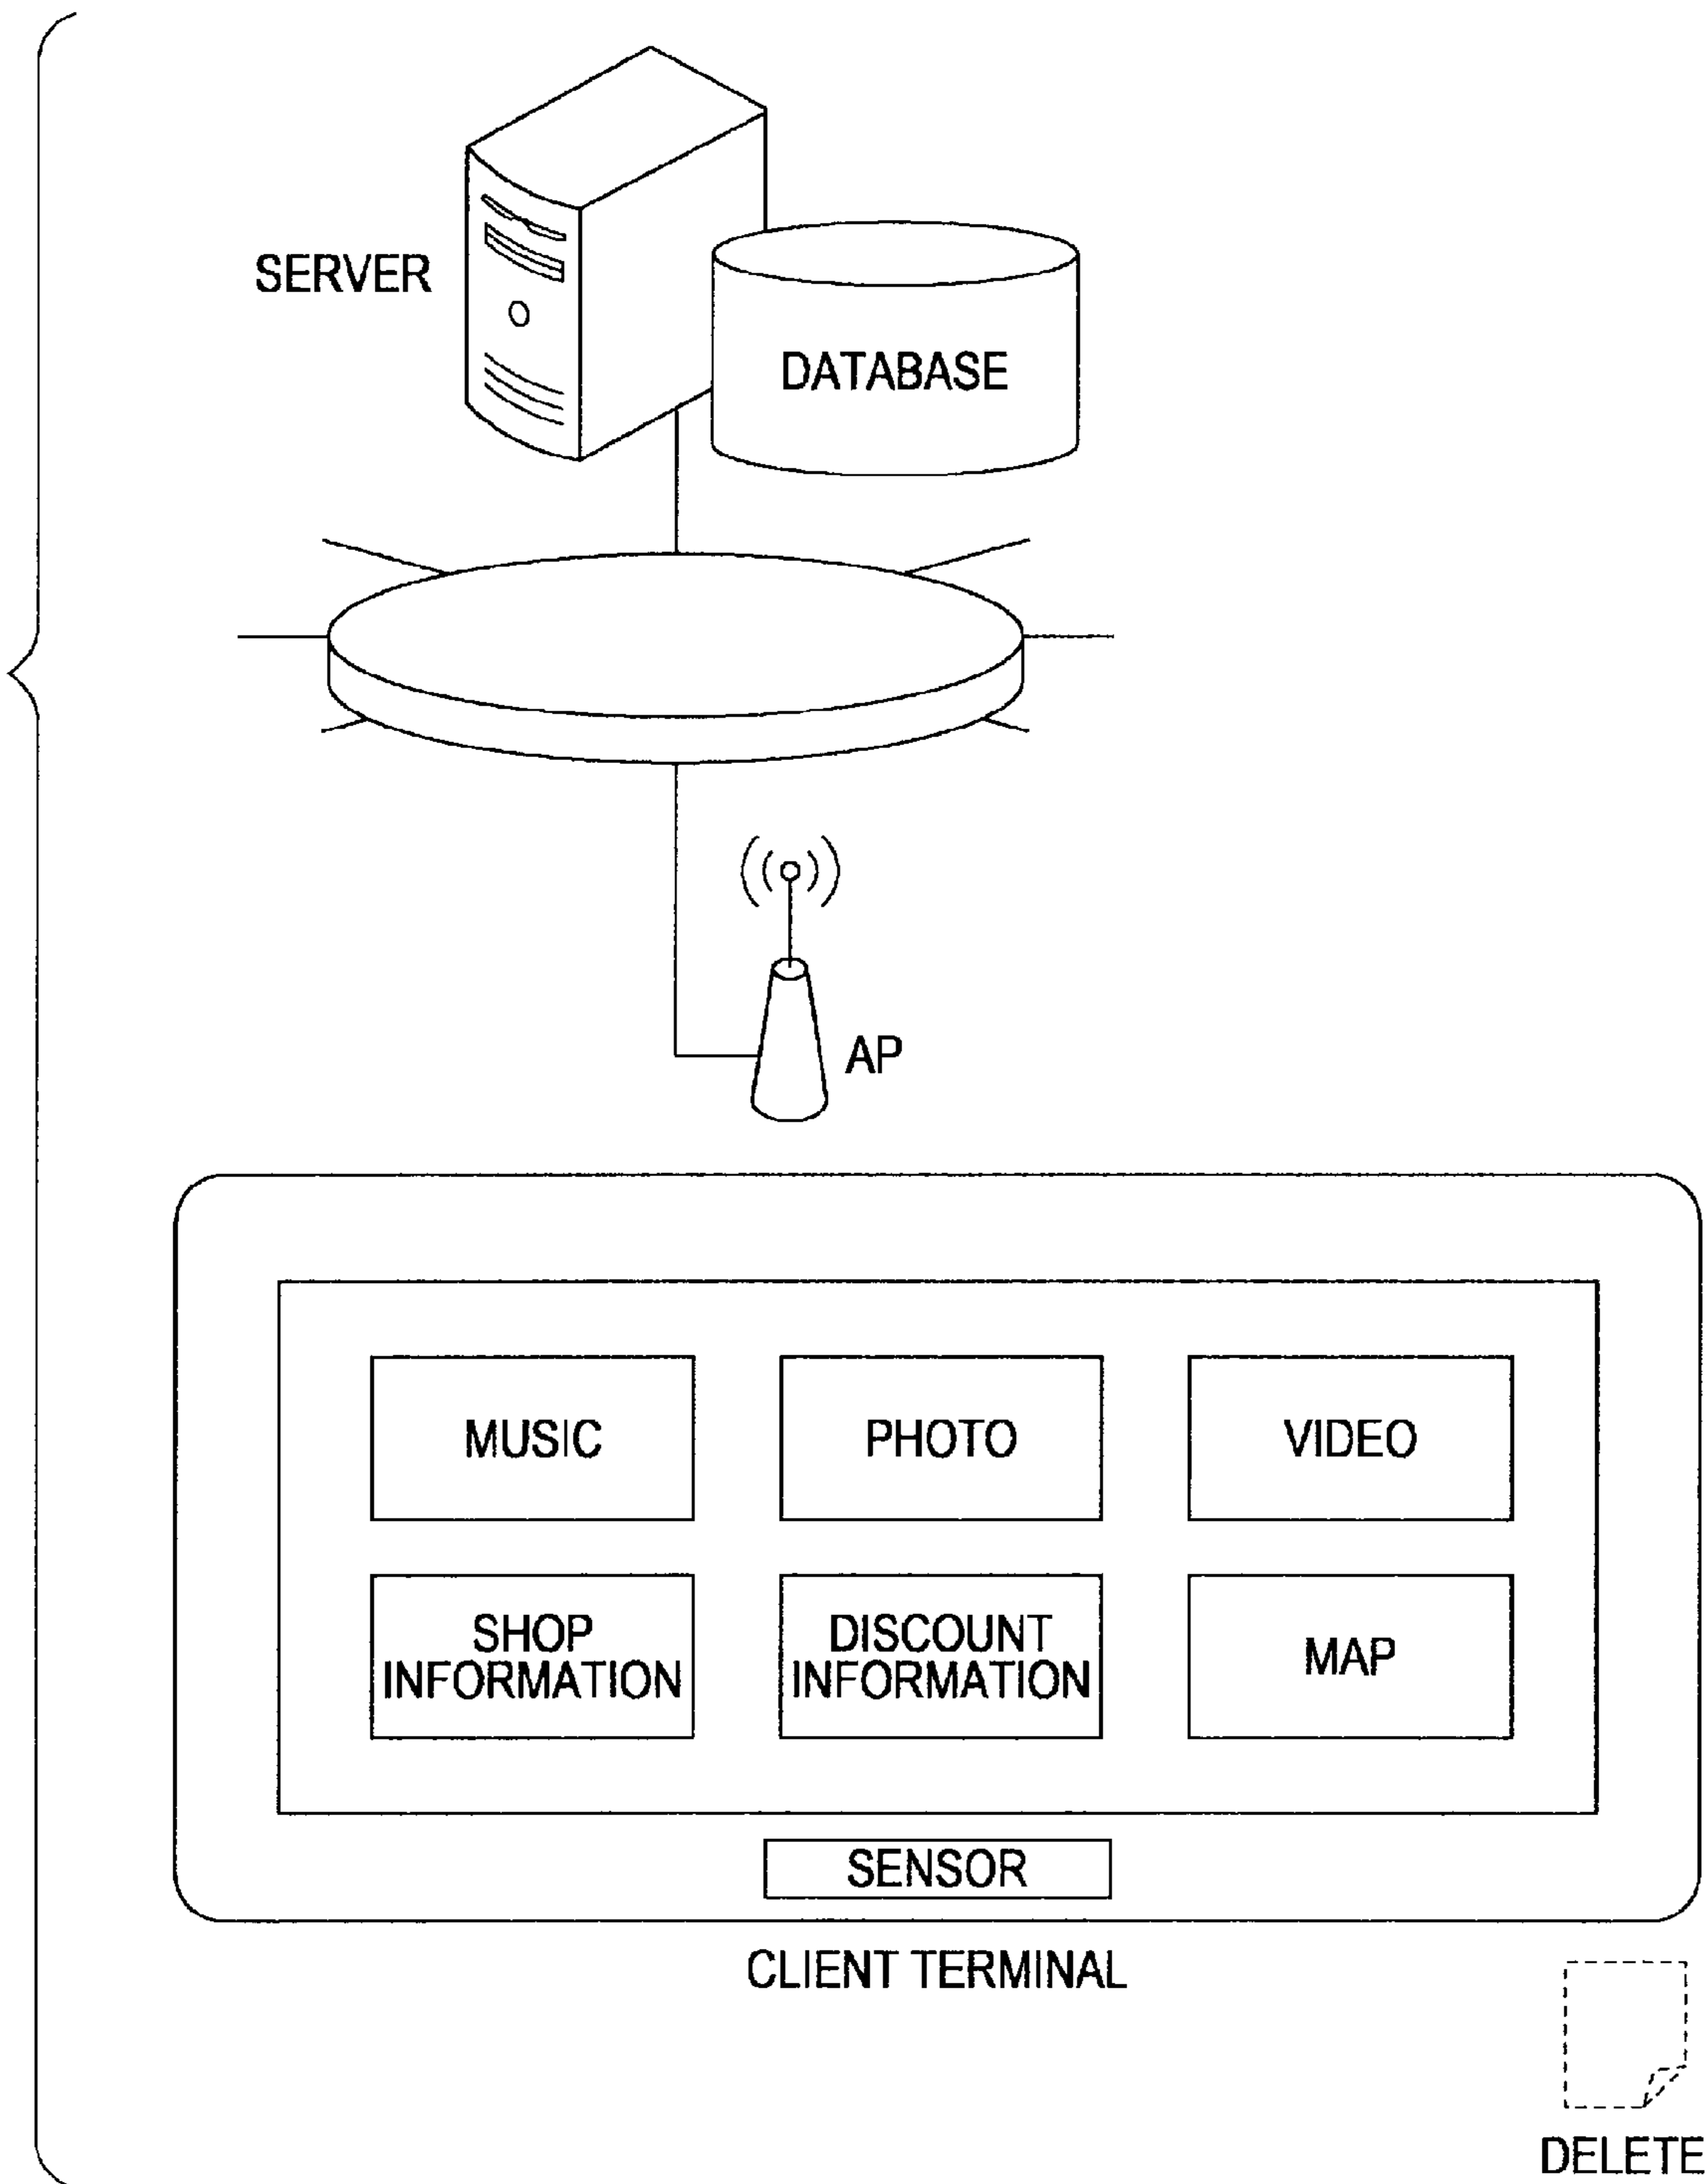 SERVER
DATABASE
AP
MUSIC
PHOTO
VIDEO
SHOP
INFORMATION
DISCOUNT
INFORMATION
MAP
SENSOR
CLIENT TERMINAL
DELETE